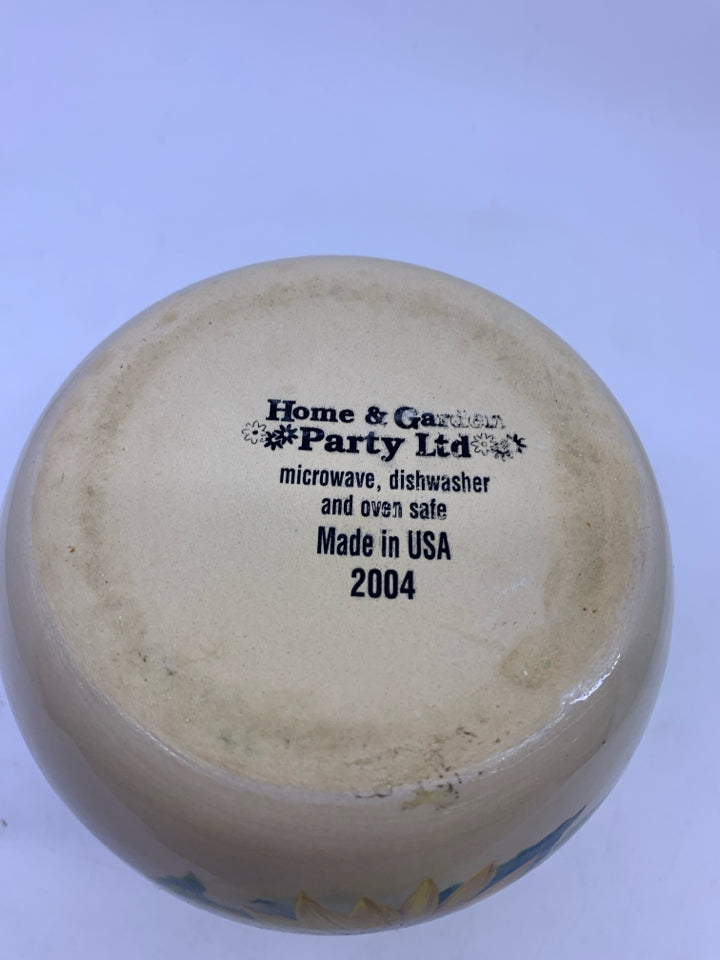 Home & Garden
Party Ltd
microwave, dishwasher
and oven safe
Made in USA
2004